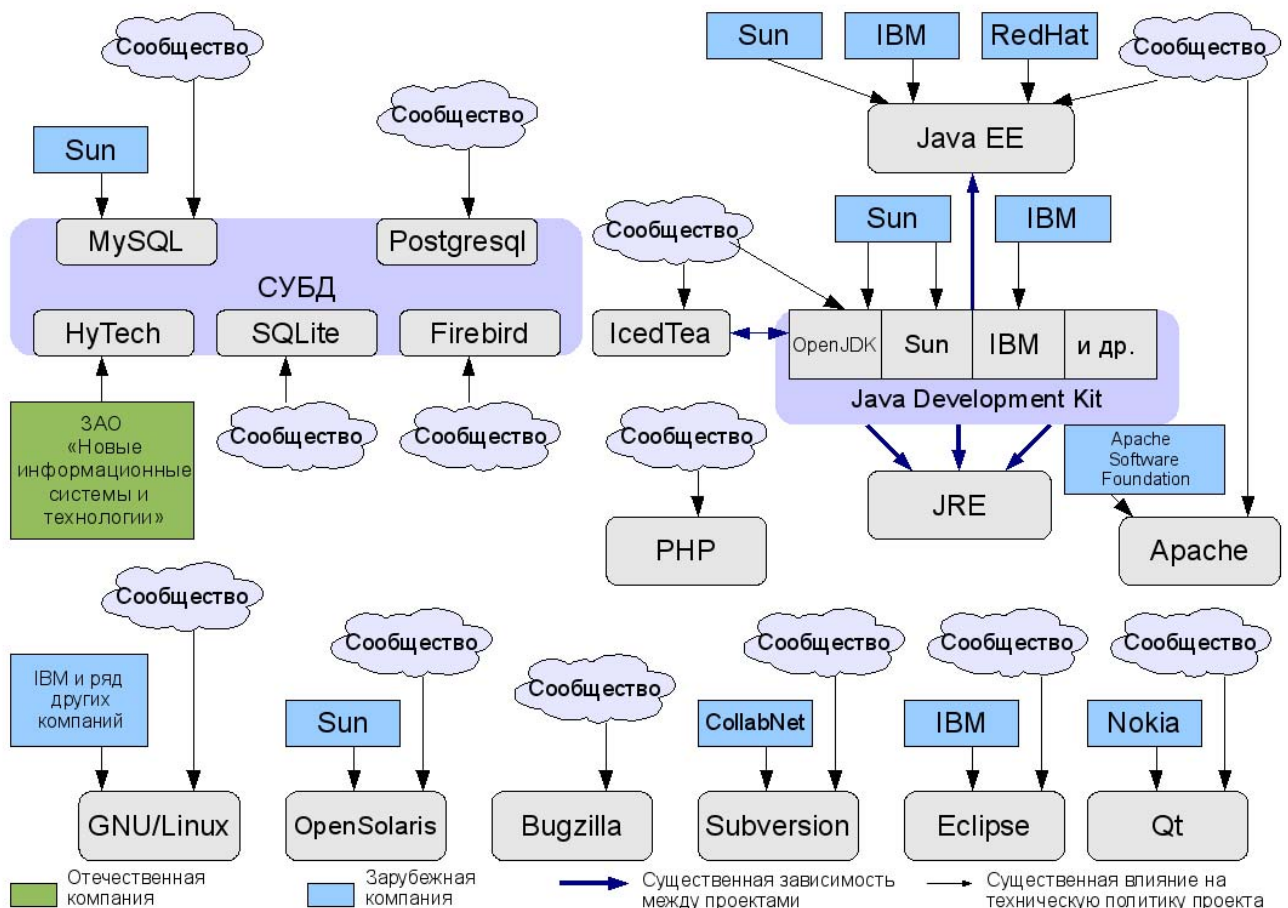 Сообщество
Sun
IBM
RedHat
Сообщество
Сообщество
Sun
Java EE
Сообщество
Sun
IBM
MySQL
Postgresql
СУБД
HyTech
SQLite
Firebird
IcedTea
OpenJDK
Sun
IBM
и др.
Java Development Kit
ЗАО
«Новые
информационные
системы и
технологии»
Сообщество
Сообщество
Сообщество
Apache
Software
Foundation
JRE
PHP
Apache
Сообщество
Сообщество
Сообщество
Сообщество
Сообщество
Сообщество
IBM и ряд
других
компаний
Sun
CollabNet
IBM
Nokia
GNU/Linux
OpenSolaris
Bugzilla
Subversion
Eclipse
Qt
Отечественная
компания
Зарубежная
компания
Существенная зависимость
между проектами
Существенная влияние на
техническую политику проекта